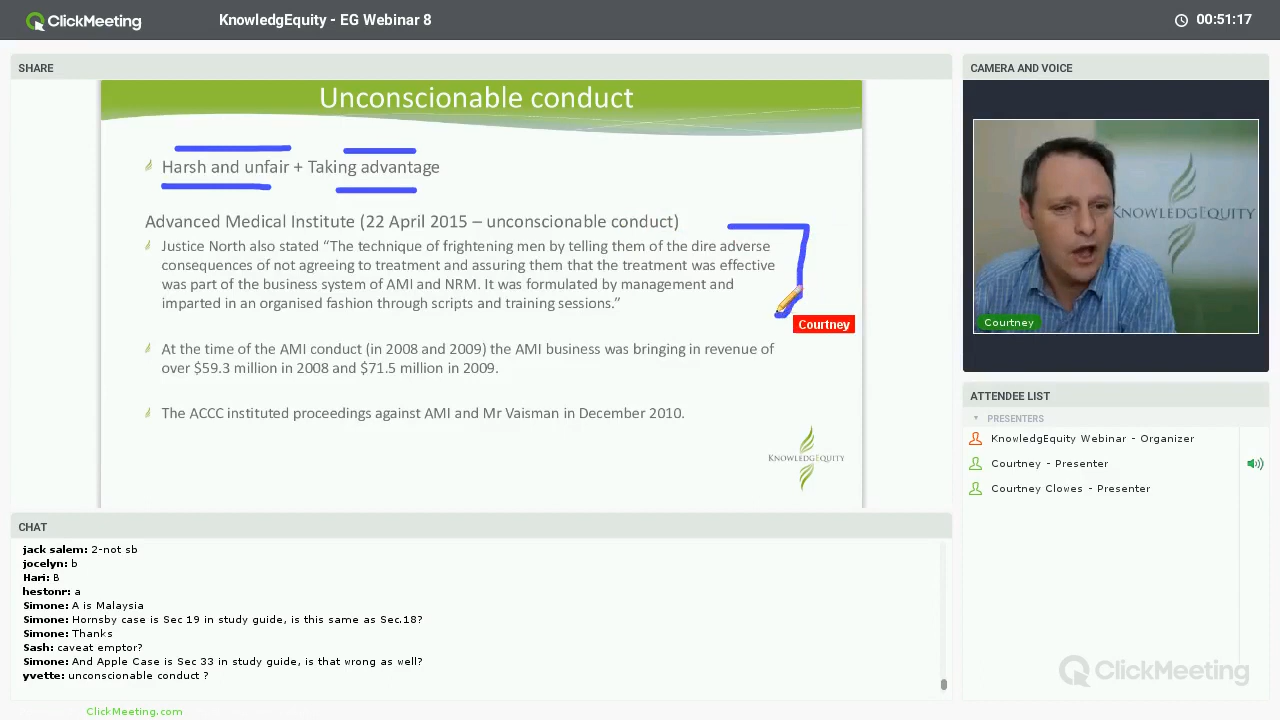 ClickMeeting
KnowledgEquity - EG Webinar 8
00:51:17
SHARE
Unconscionable conduct
Harsh and unfair + Taking advantage
Advanced Medical Institute (22 April 2015 – unconscionable conduct)
Justice North also stated “The technique of frightening men by telling them of the dire adverse
consequences of not agreeing to treatment and assuring them that the treatment was effective
was part of the business system of AMI and NRM. It was formulated by management and
imparted in an organised fashion through scripts and training sessions.”
Courtney
At the time of the AMI conduct (in 2008 and 2009) the AMI business was bringing in revenue of
over $59.3 million in 2008 and $71.5 million in 2009.
The ACCC instituted proceedings against AMI and Mr Vaisman in December 2010.
KNOWLEDGEQUITY
CAMERA AND VOICE
KNOWLEDGEQUITY
Courtney
ATTENDEE LIST
PRESENTERS
KnowledgEquity Webinar - Organizer
Courtney - Presenter
Courtney Clowes - Presenter
CHAT
jack salem: 2-not sb
jocelyn: b
Hari: B
hestonr: a
Simone: A is Malaysia
Simone: Hornsby case is Sec 19 in study guide, is this same as Sec.18?
Simone: Thanks
Sash: caveat emptor?
Simone: And Apple Case is Sec 33 in study guide, is that wrong as well?
yvette: unconscionable conduct ?
ClickMeeting
ClickMeeting.com